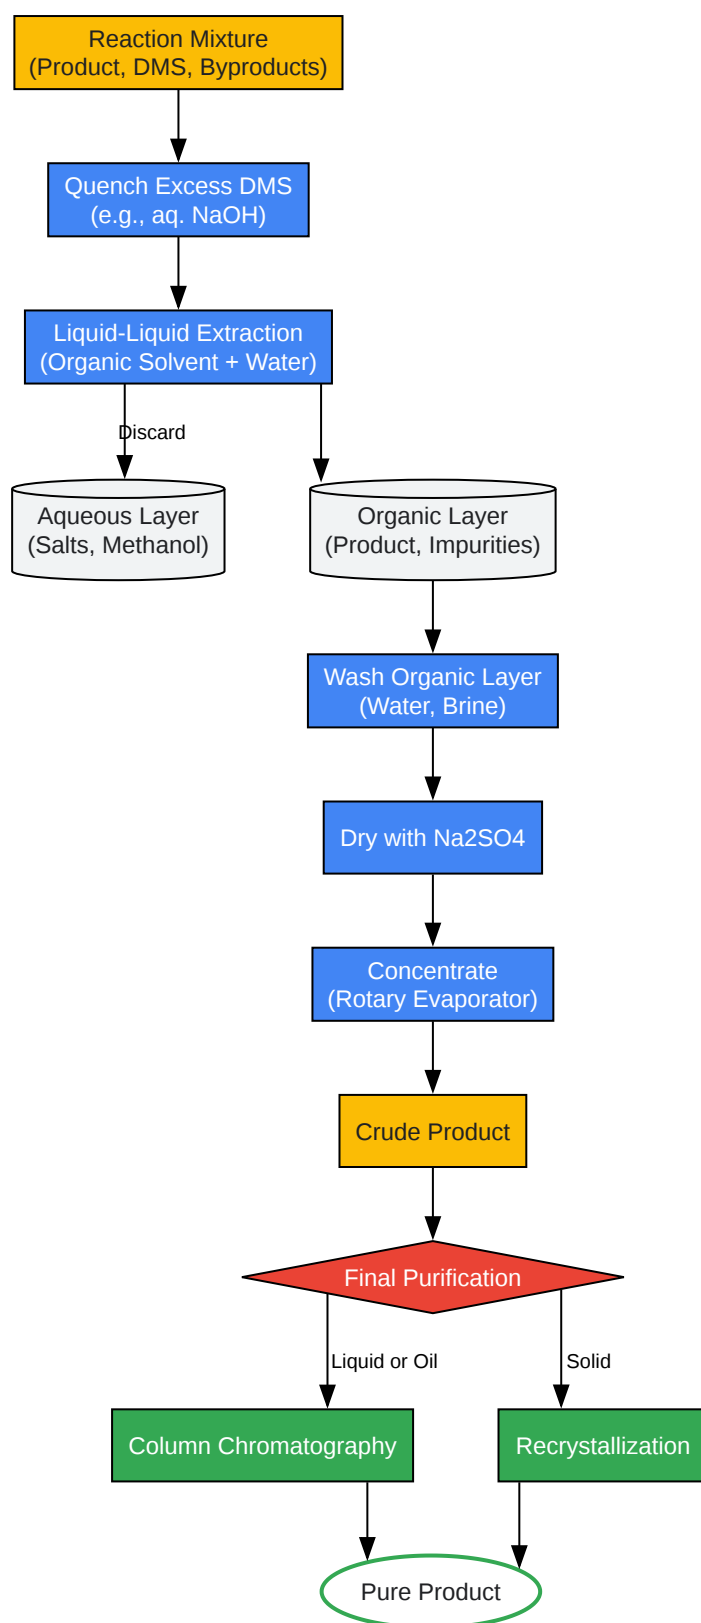 Reaction Mixture
(Product, DMS, Byproducts)
Quench Excess DMS
(e.g., aq. NaOH)
Liquid-Liquid Extraction
(Organic Solvent + Water)
Discard
Aqueous Layer
(Salts, Methanol)
Organic Layer
(Product, Impurities)
Wash Organic Layer
(Water, Brine)
Dry with Na2SO4
Concentrate
(Rotary Evaporator)
Crude Product
Final Purification
Liquid or Oil
Solid
Column Chromatography
Recrystallization
Pure Product